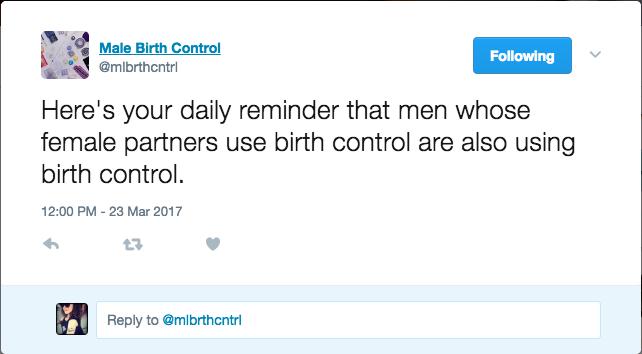 Male Birth Control
@mlbrthcntrl
Following
Here's your daily reminder that men whose
female partners use birth control are also using
birth control.
12:00 PM - 23 Mar 2017
Reply to @mlbrthcntrl